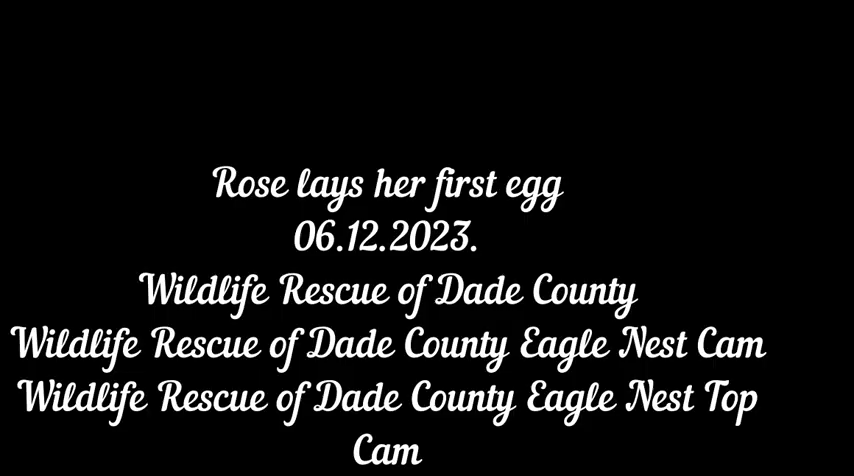 Rose lays her first egg
06.12.2023.
Wildlife Rescue of Dade County
Wildlife Rescue of Dade County Eagle Nest Cam
Wildlife Rescue of Dade County Eagle Nest Top
Cam